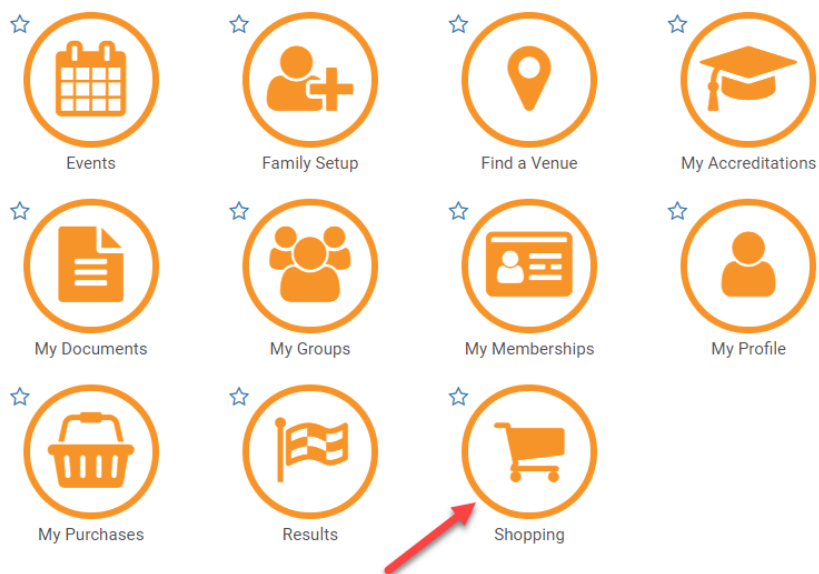 Events
Family Setup
Find a Venue
My Accreditations
My Documents
My Groups
My Memberships
My Profile
My Purchases
Results
Shopping